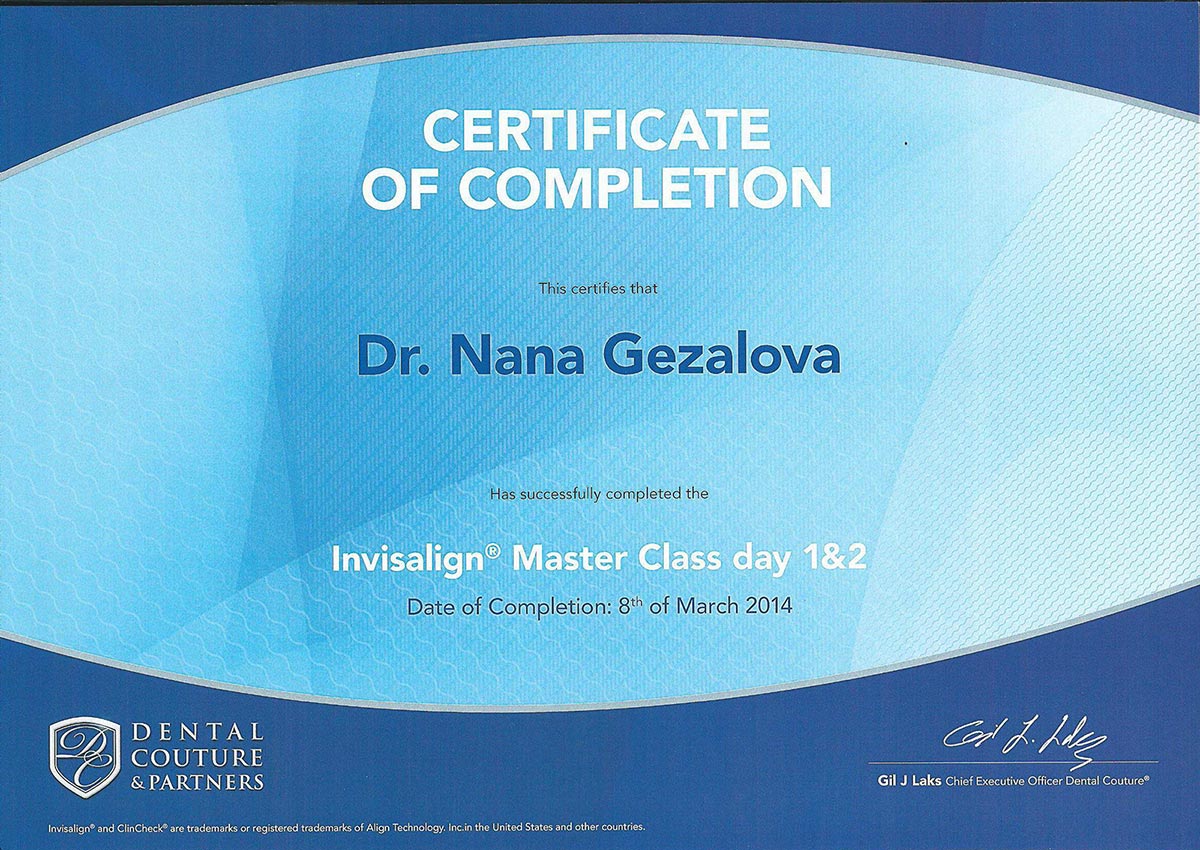 CERTIFICATE
OF COMPLETION
This certifies that
Dr. Nana Gezalova
Has successfully completed the
Invisalign® Master Class day 1&2
Date of Completion: 8th of March 2014
DC
DENTAL
COUTURE
& PARTNERS
Gil J. Laks
Gil J Laks Chief Executive Officer Dental Couture®
Invisalign® and ClinCheck® are trademarks or registered trademarks of Align Technology. Inc.in the United States and other countries.